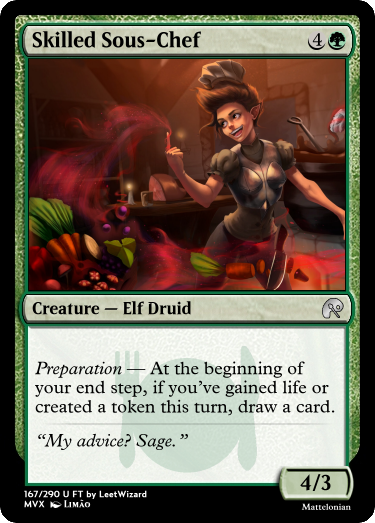 Skilled Sous-Chef 4
Creature — Elf Druid
Preparation — At the beginning of
your end step, if you've gained life or
created a token this turn, draw a card.
"My advice? Sage."
4/3
167/290 U FT by LeetWizard
MVX Limão
Mattelonian